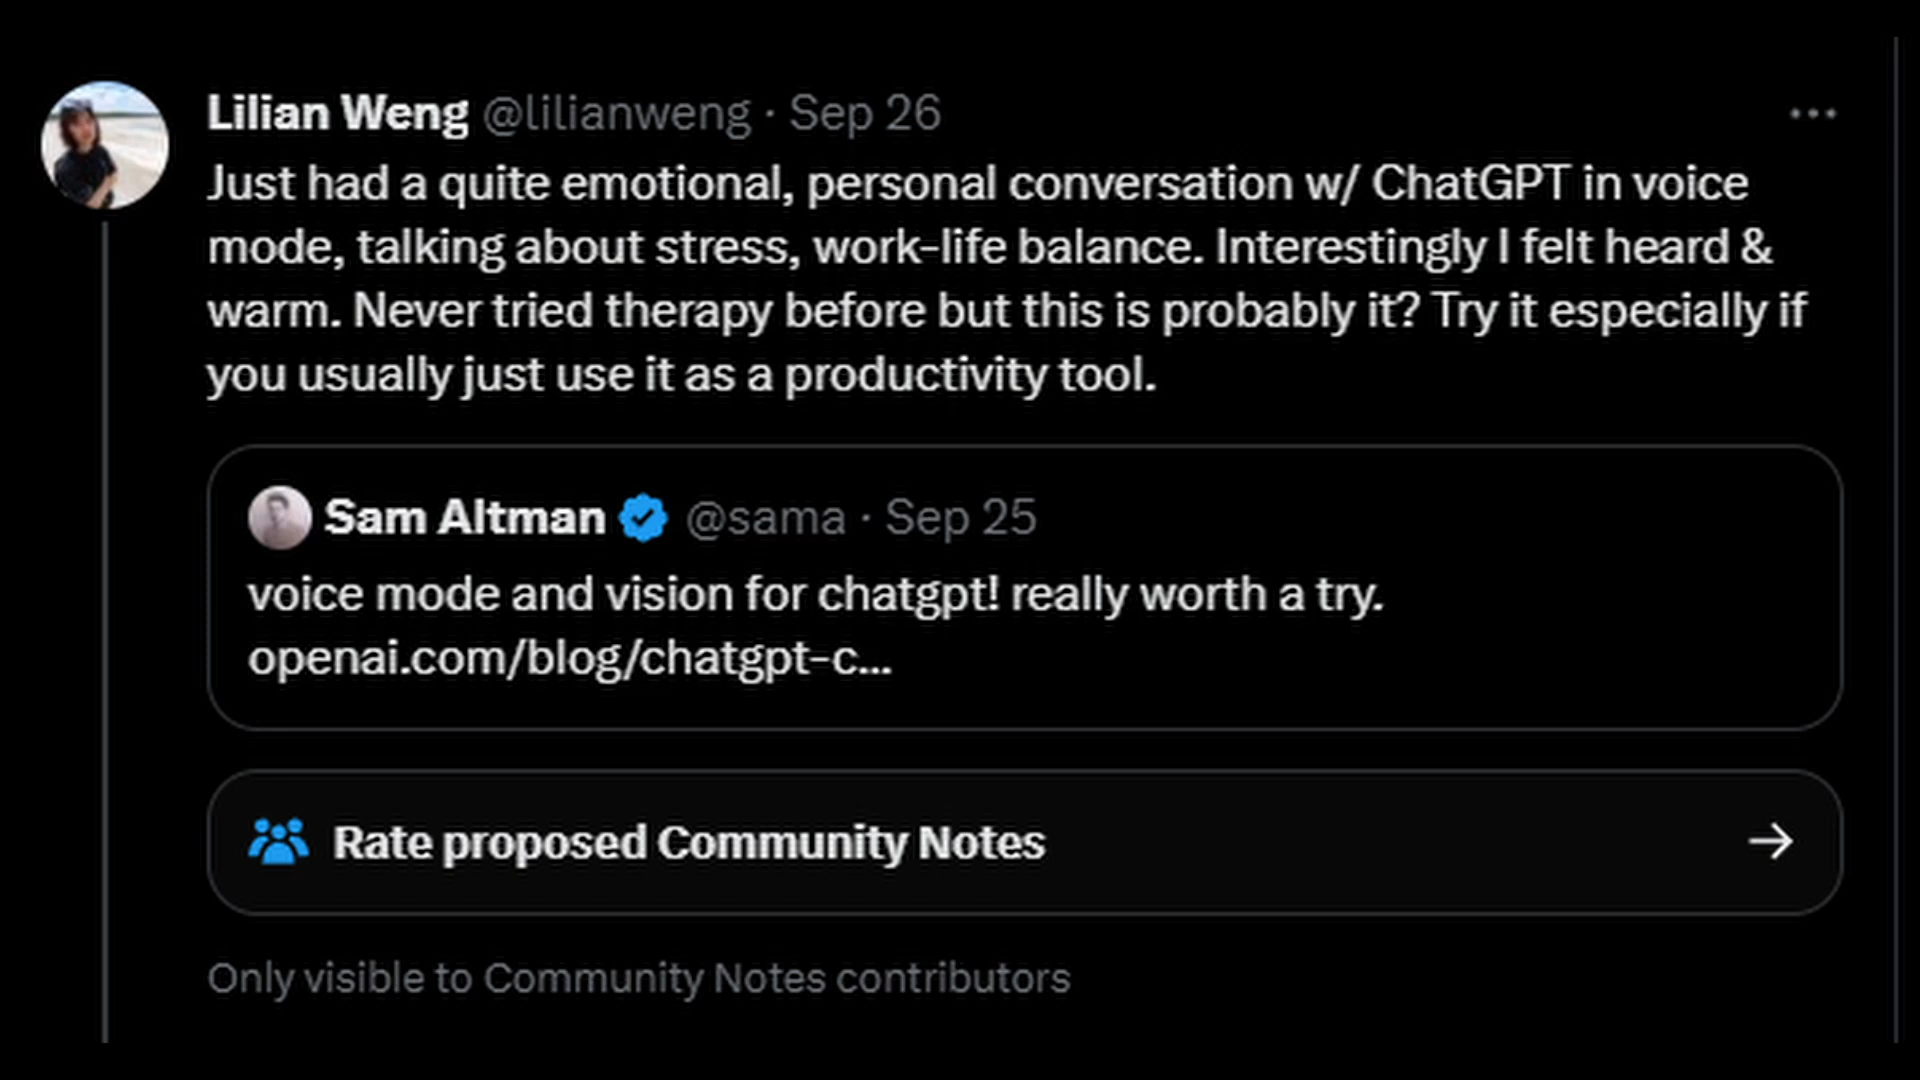 Lilian Weng @lilianweng · Sep 26
Just had a quite emotional, personal conversation w/ ChatGPT in voice
mode, talking about stress, work-life balance. Interestingly I felt heard &
warm. Never tried therapy before but this is probably it? Try it especially if
you usually just use it as a productivity tool.
Sam Altman @sama · Sep 25
voice mode and vision for chatgpt! really worth a try.
openai.com/blog/chatgpt-c...
Rate proposed Community Notes
Only visible to Community Notes contributors